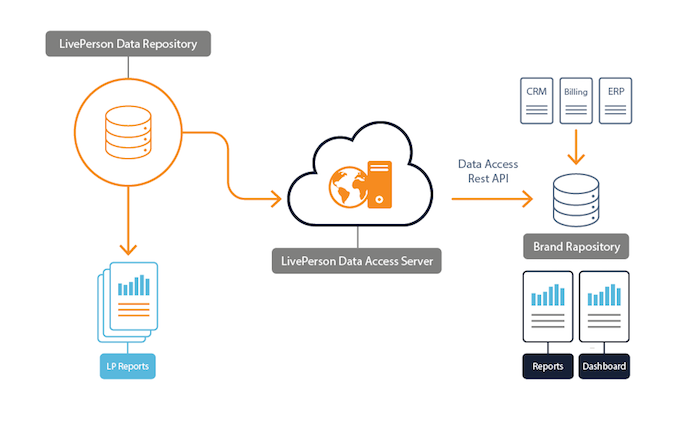 LivePerson Data Repository
CRM
Billing
ERP
Data Access
Rest API
LivePerson Data Access Server
Brand Rapository
LP Reports
Reports
Dashboard